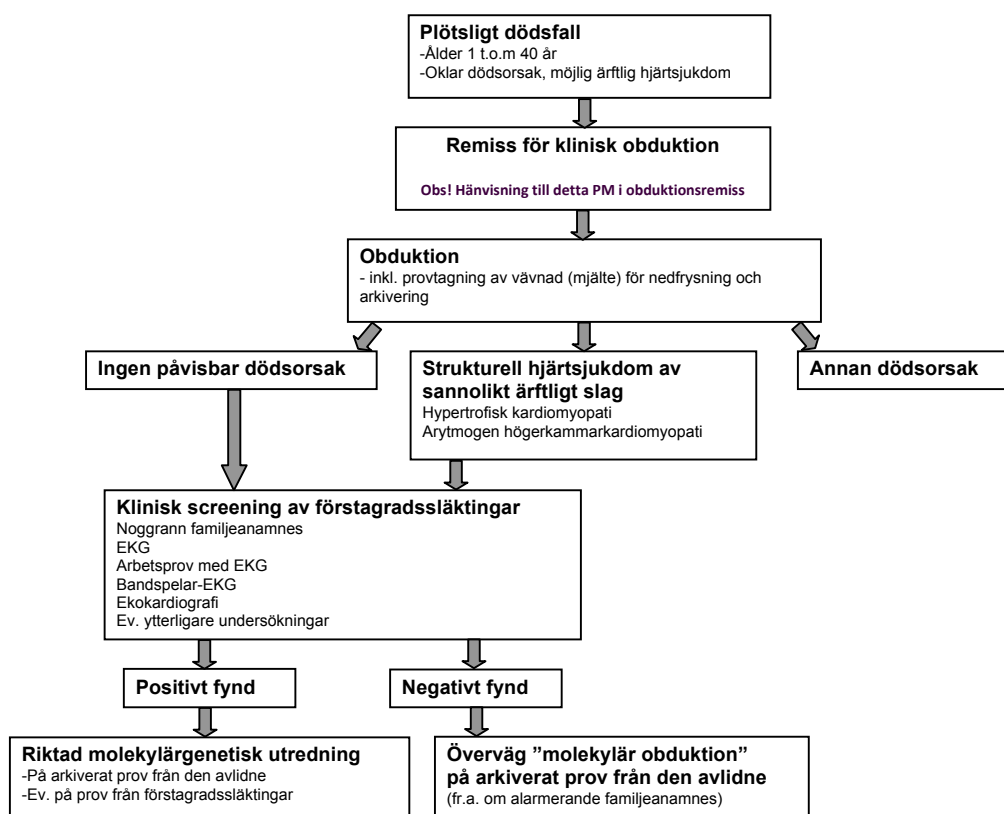 Plötsligt dödsfall
-Ålder 1 t.o.m 40 år
-Oklar dödsorsak, möjlig ärftlig hjärtsjukdom
Remiss för klinisk obduktion
Obs! Hänvisning till detta PM i obduktionsremiss
Obduktion
- inkl. provtagning av vävnad (mjälte) för nedfrysning och
arkivering
Ingen påvisbar dödsorsak
Strukturell hjärtsjukdom av
sannolikt ärftligt slag
Hypertrofisk kardiomyopati
Arytmogen högerkammarkardiomyopati
Annan dödsorsak
Klinisk screening av förstagradssläktingar
Noggrann familjeanamnes
EKG
Arbetsprov med EKG
Bandspelar-EKG
Ekokardiografi
Ev. ytterligare undersökningar
Positivt fynd
Negativt fynd
Riktad molekylärgenetisk utredning
-På arkiverat prov från den avlidne
-Ev. på prov från förstagradssläktingar
Överväg ”molekylär obduktion”
på arkiverat prov från den avlidne
(fr.a. om alarmerande familjeanamnes)